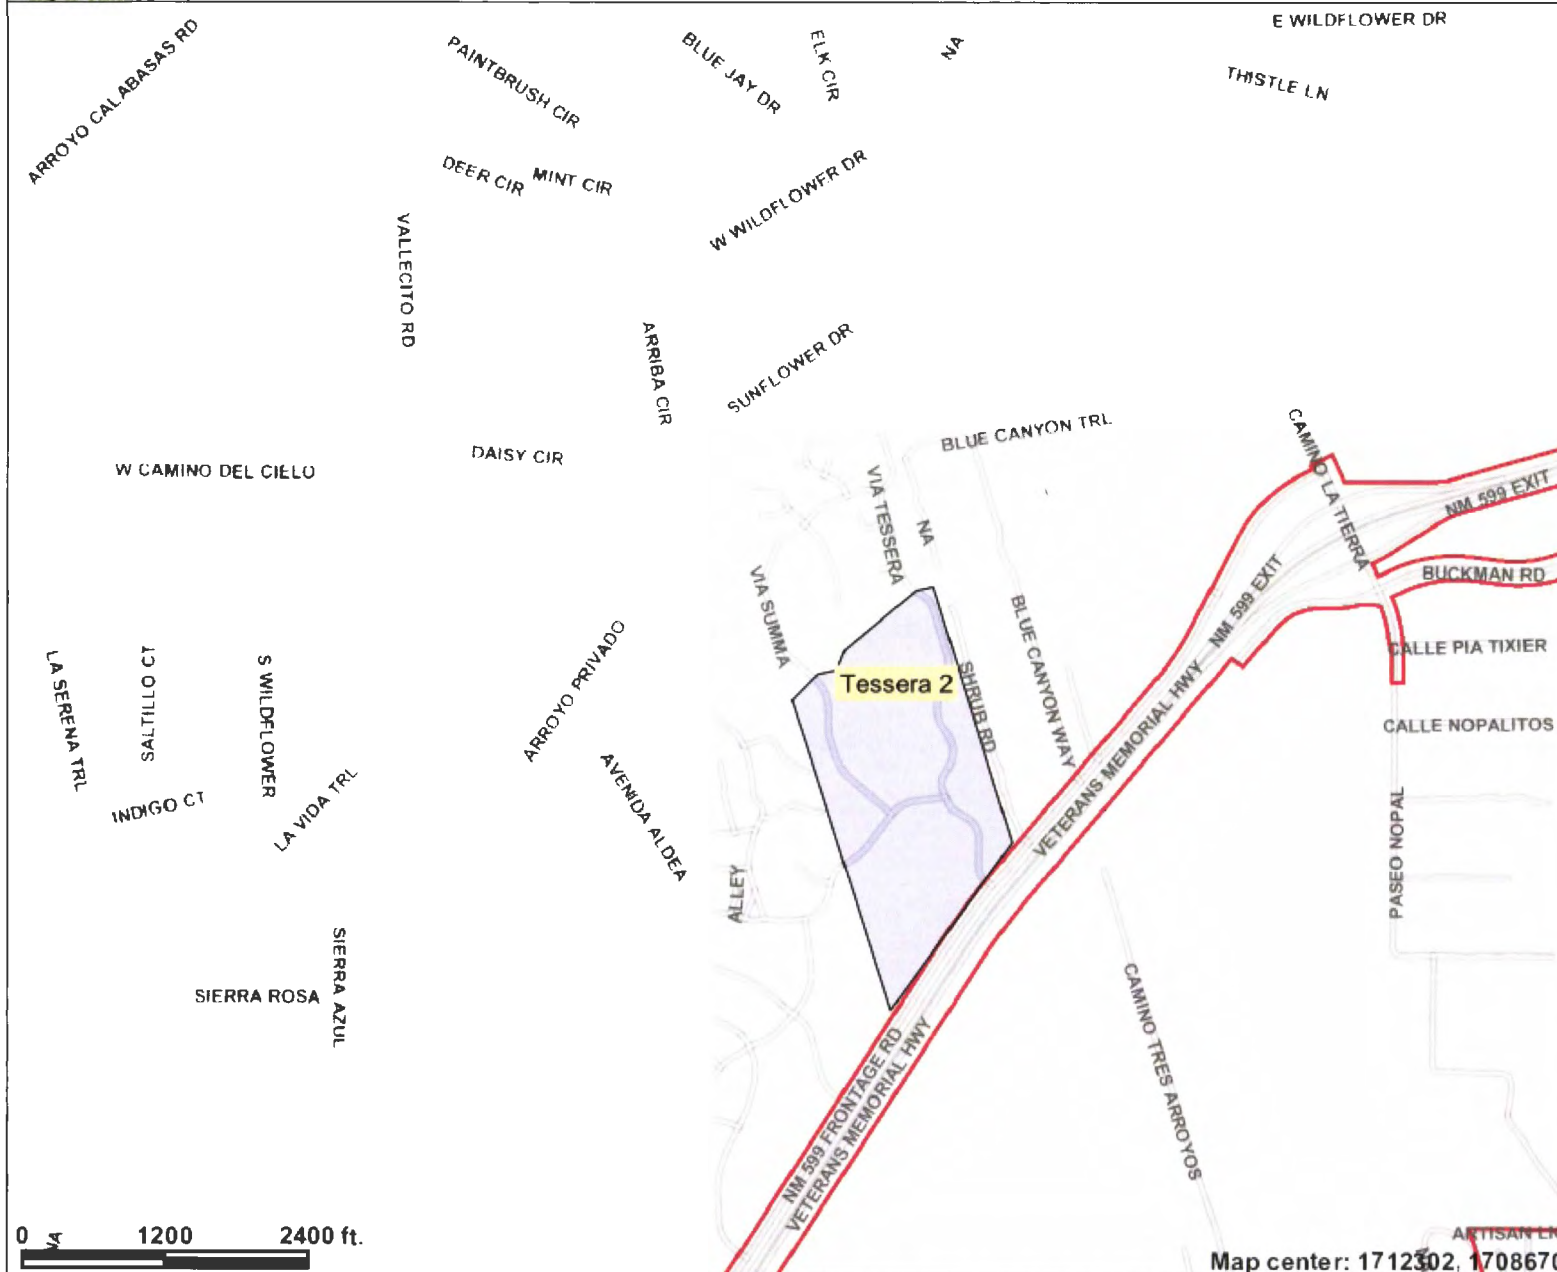 E WILDFLOWER DR
ARROYO CALABASAS RD
PAINTBRUSH CIR
BLUE JAY DR
ELK CIR
NA
THISTLE LN
DEER CIR
MINT CIR
W WILDFLOWER DR
VALLECITO RD
ARRIBA CIR
SUNFLOWER DR
BLUE CANYON TRL
CAMINO LA TIERRA
W CAMINO DEL CIELO
DAISY CIR
VIA TESSERA
NA
NM 599 EXIT
NM 599 EXIT
BUCKMAN RD
VIA SUMMA
BLUE CANYON WAY
LA SERENA TRL
SALTILLO CT
S WILDFLOWER
ARROYO PRIVADO
Tessera 2
SHRUB RD
CALLE PIA TIXIER
CALLE NOPALITOS
VETERANS MEMORIAL HWY
INDIGO CT
LA VIDA TRL
AVENIDA ALDEA
PASEO NOPAL
ALLEY
SIERRA ROSA
SIERRA AZUL
CAMINO TRES ARROYOS
NM 599 FRONTAGE RD
VETERANS MEMORIAL HWY
0 1200 2400 ft.
NA
ARTISAN LN
Map center: 1712302, 1708670